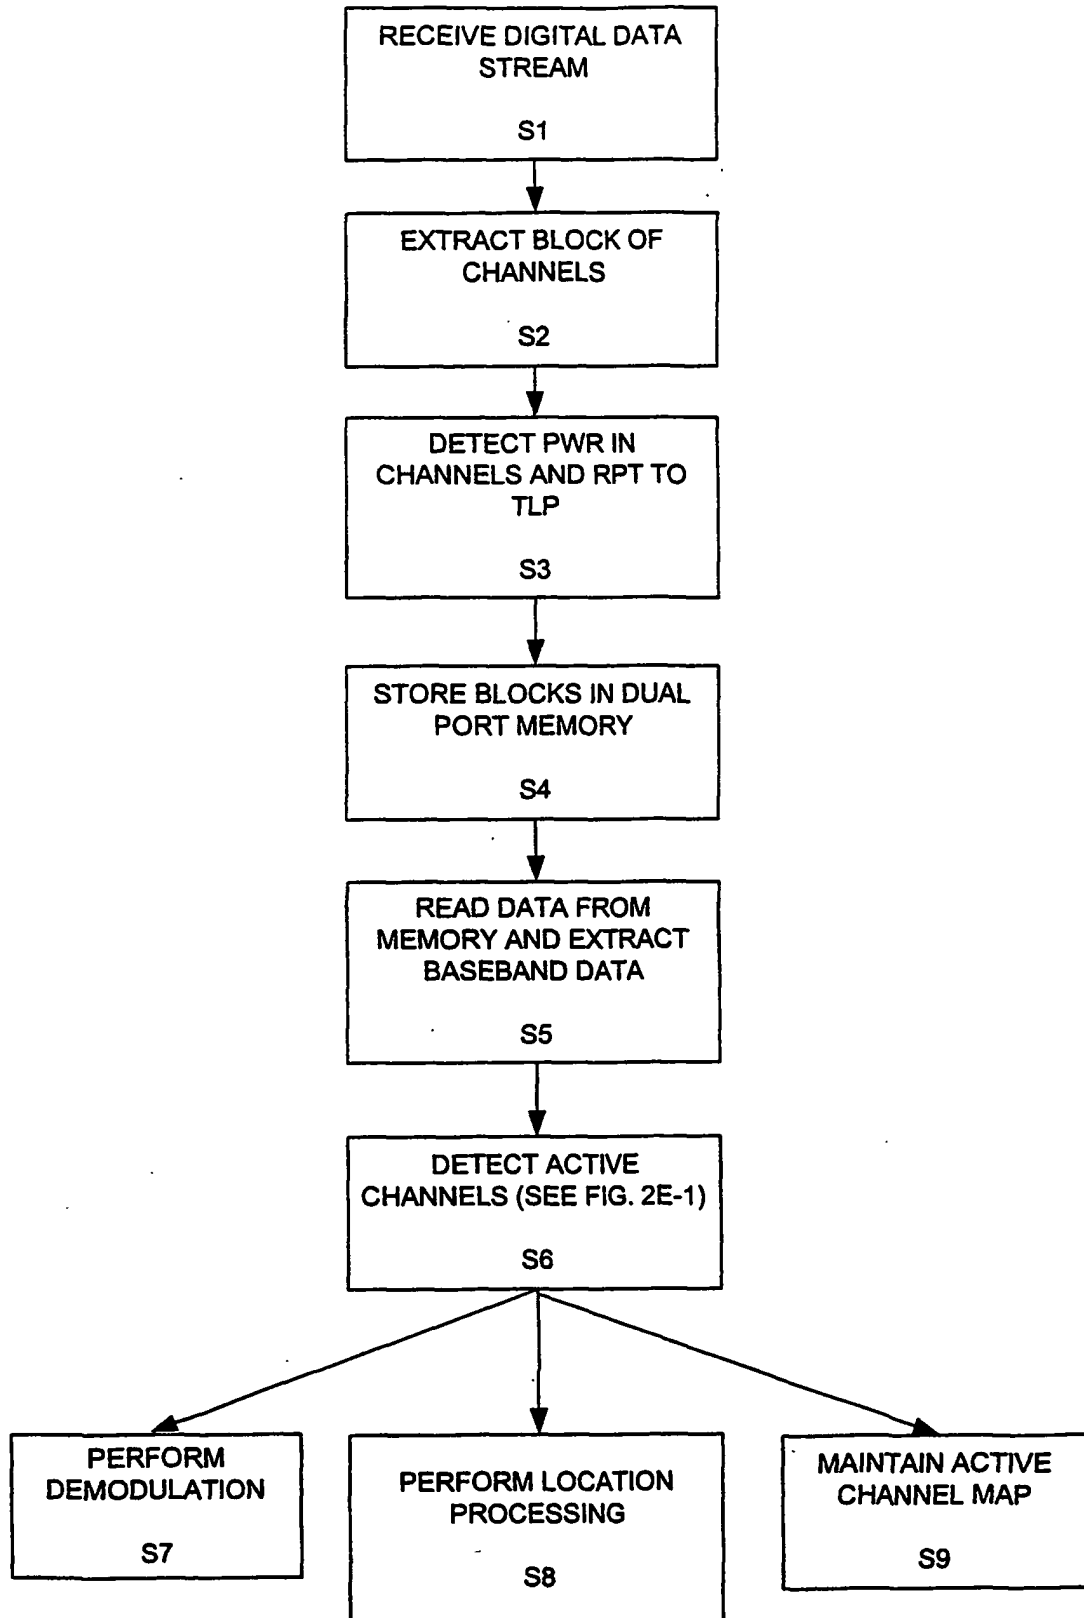 RECEIVE DIGITAL DATA
STREAM
S1
EXTRACT BLOCK OF
CHANNELS
S2
DETECT PWR IN
CHANNELS AND RPT TO
TLP
S3
STORE BLOCKS IN DUAL
PORT MEMORY
S4
READ DATA FROM
MEMORY AND EXTRACT
BASEBAND DATA
S5
DETECT ACTIVE
CHANNELS (SEE FIG. 2E-1)
S6
PERFORM
DEMODULATION
S7
PERFORM LOCATION
PROCESSING
S8
MAINTAIN ACTIVE
CHANNEL MAP
S9